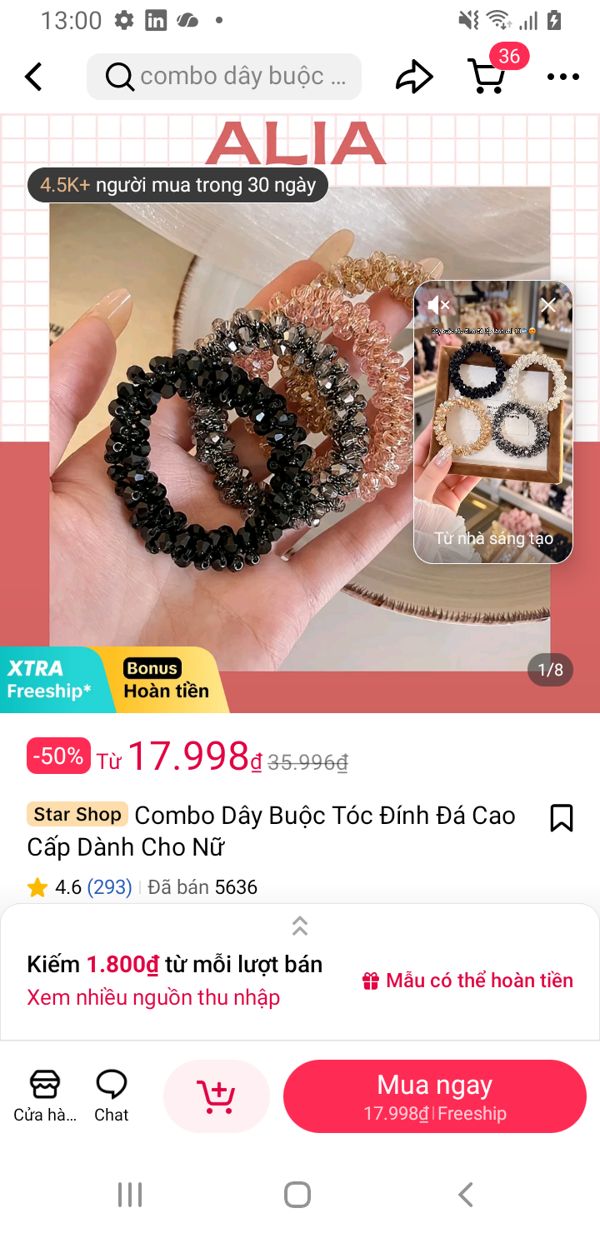 13:00
36
combo dây buộc ...
ALIA
4.5K+ người mua trong 30 ngày
Từ nhà sáng tạo
XTRA
Freeship*
Bonus
Hoàn tiền
1/8
-50% Từ 17.998₫ 35.996₫
Star Shop Combo Dây Buộc Tóc Đính Đá Cao
Cấp Dành Cho Nữ
4.6 (293) Đã bán 5636
Kiếm 1.800₫ từ mỗi lượt bán
Xem nhiều nguồn thu nhập
Mẫu có thể hoàn tiền
Cửa hà...
Chat
Mua ngay
17.998₫ | Freeship